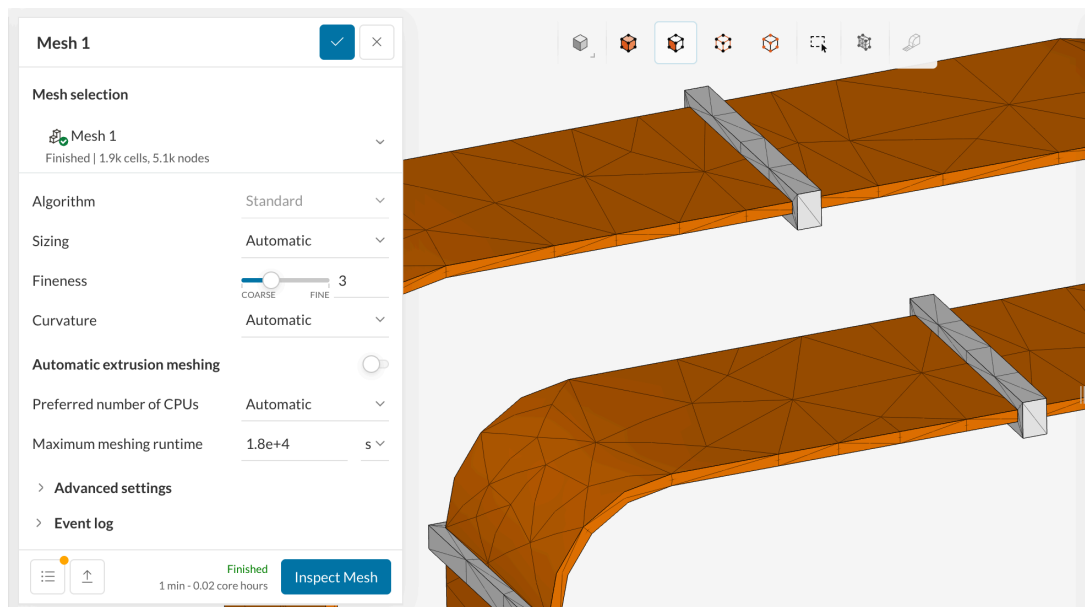 Mesh 1
Mesh selection
Mesh 1
Finished | 1.9k cells, 5.1k nodes
Algorithm Standard
Sizing Automatic
Fineness 3
COARSE FINE
Curvature Automatic
Automatic extrusion meshing
Preferred number of CPUs Automatic
Maximum meshing runtime 1.8e+4 s
Advanced settings
Event log
Finished
1 min - 0.02 core hours
Inspect Mesh